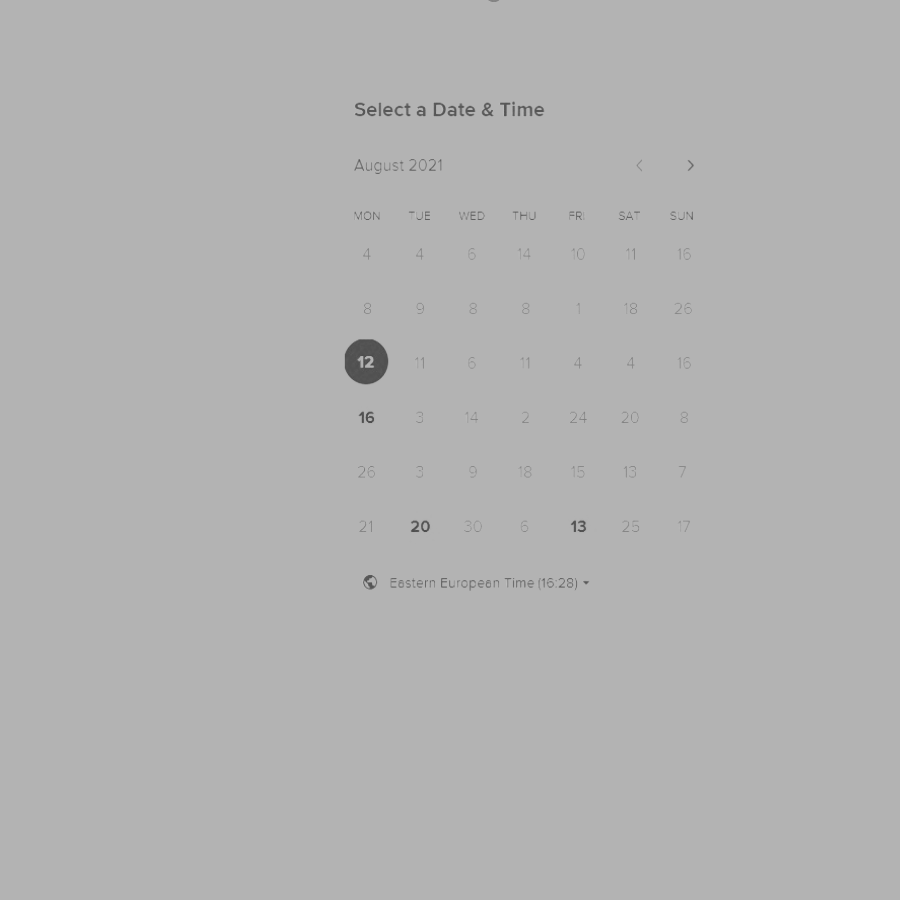 Select a Date & Time
August 2021
MON TUE WED THU FRI SAT SUN
4 4 6 14 10 11 16
8 9 8 8 1 18 26
12 11 6 11 4 4 16
16 3 14 2 24 20 8
26 3 9 18 15 13 7
21 20 30 6 13 25 17
Eastern European Time (16:28)